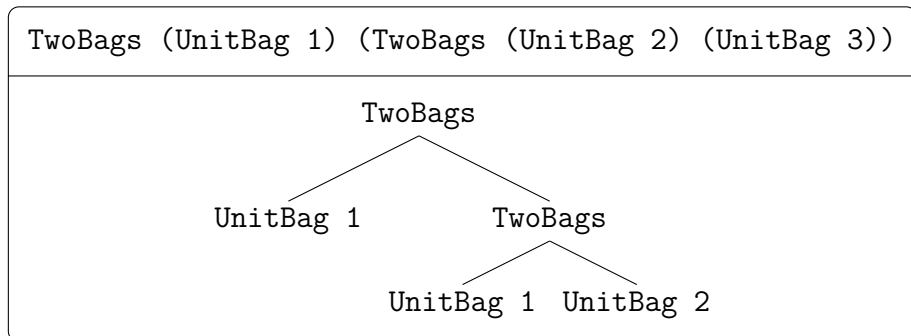 TwoBags (UnitBag 1) (TwoBags (UnitBag 2) (UnitBag 3))
TwoBags
UnitBag 1 TwoBags
UnitBag 1 UnitBag 2